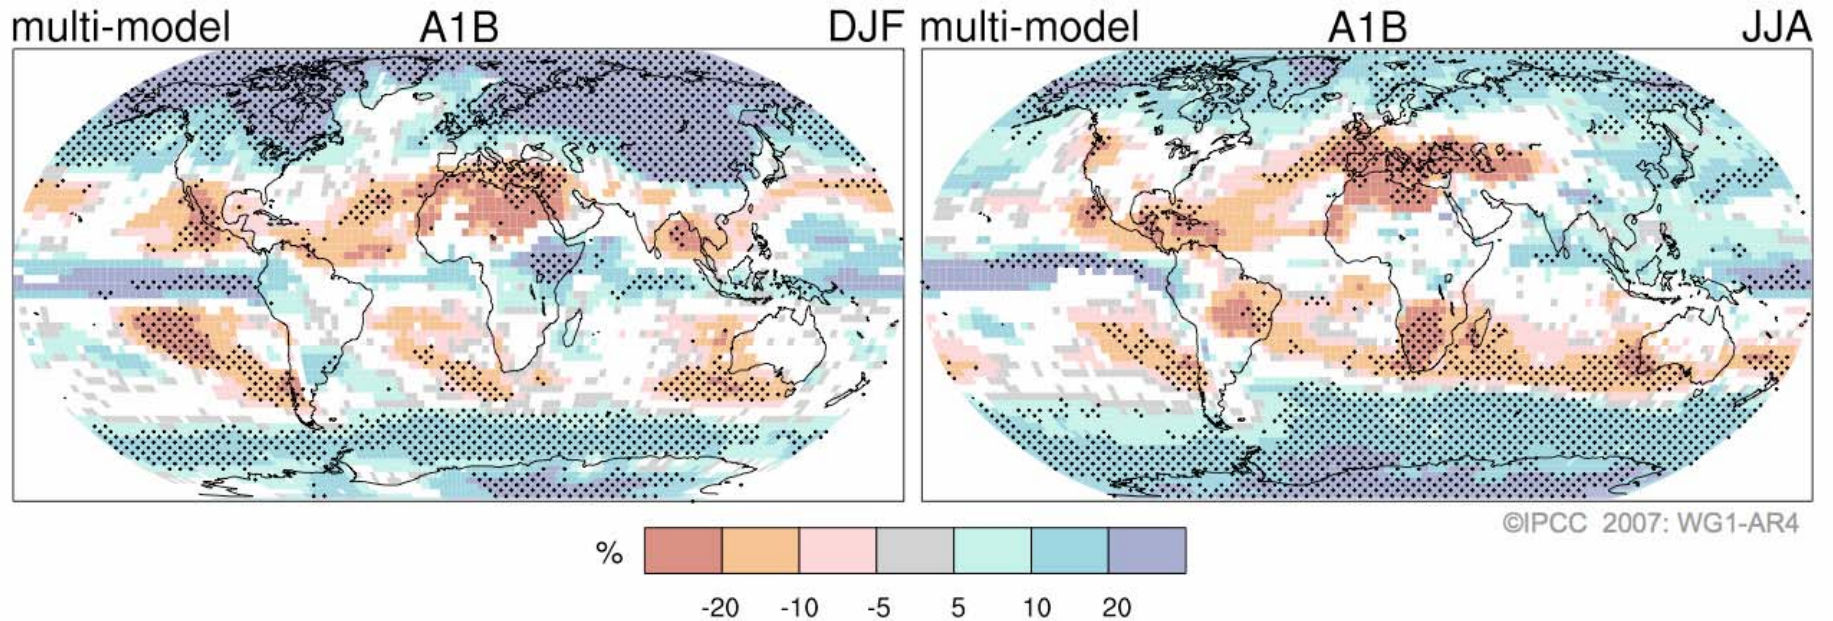 multi-model A1B DJF
multi-model A1B JJA
©IPCC 2007: WG1-AR4
%
-20 -10 -5 5 10 20